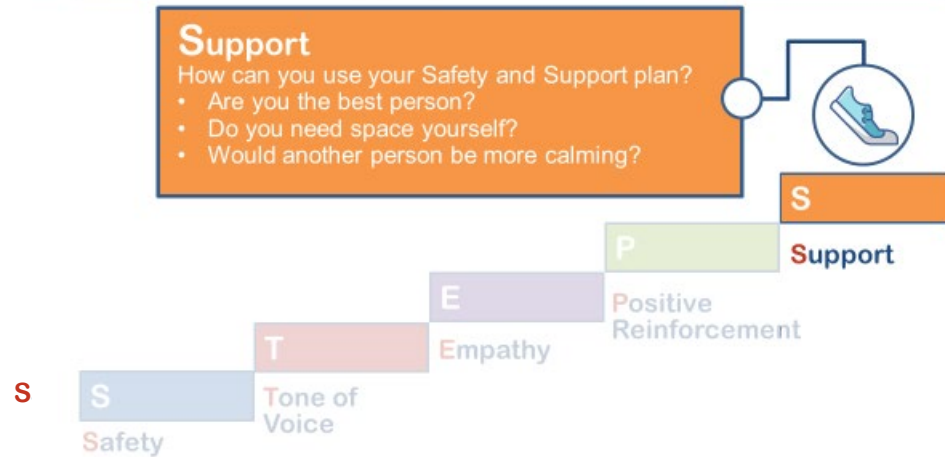 Support
How can you use your Safety and Support plan?
• Are you the best person?
• Do you need space yourself?
• Would another person be more calming?
S
Support
P
Positive
Reinforcement
E
Empathy
T
Tone of
Voice
S
S
Safety